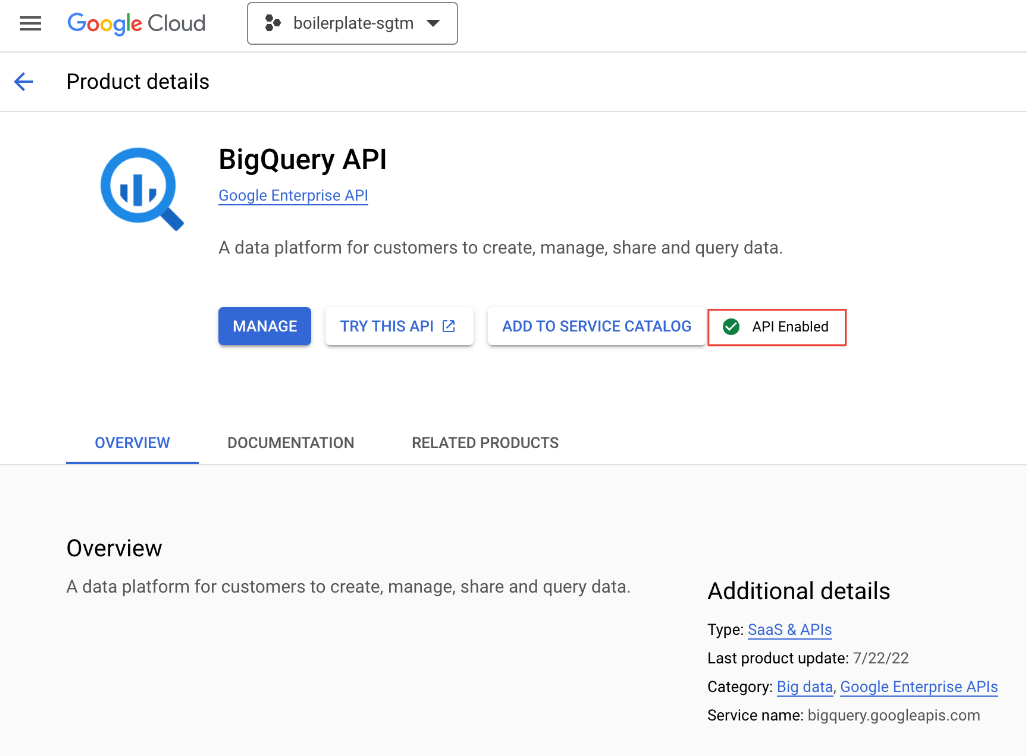 Google Cloud
boilerplate-sgtm
Product details
BigQuery API
Google Enterprise API
A data platform for customers to create, manage, share and query data.
MANAGE
TRY THIS API
ADD TO SERVICE CATALOG
API Enabled
OVERVIEW
DOCUMENTATION
RELATED PRODUCTS
Overview
A data platform for customers to create, manage, share and query data.
Additional details
Type: SaaS & APIs
Last product update: 7/22/22
Category: Big data, Google Enterprise APIs
Service name: bigquery.googleapis.com